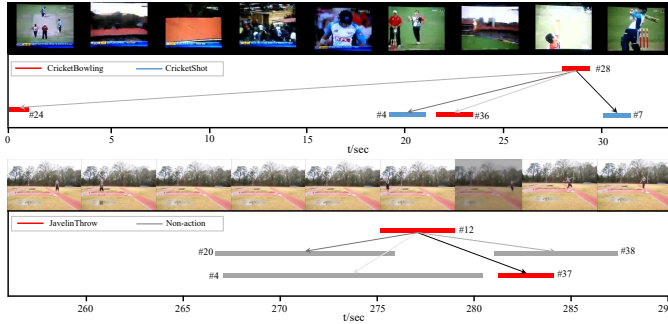 CricketBowling CricketShot
#28
#24 #4 #36 #7
0 5 10 15 20 25 30
t/sec
JavelinThrow Non-action
#12
#20 #38
#4 #37
260 265 270 275 280 285 290
t/sec